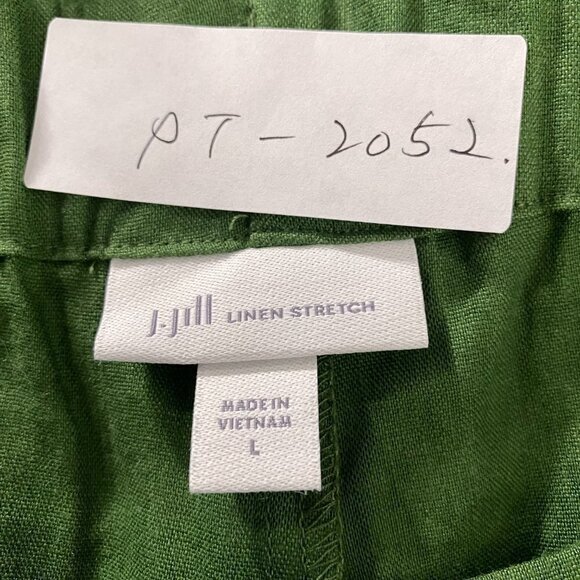 PT-2052.
J.Jill LINEN STRETCH
MADE IN
VIETNAM
L